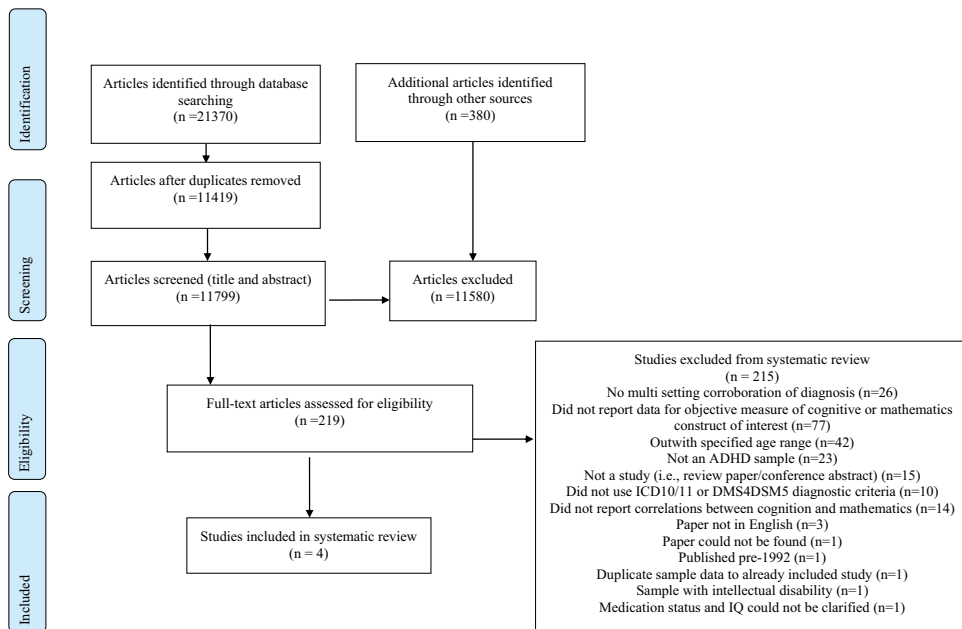 Identification
Articles identified through database
searching
(n =21370)
Additional articles identified
through other sources
(n =380)
Articles after duplicates removed
(n =11419)
Screening
Articles screened (title and abstract)
(n =11799)
Articles excluded
(n =11580)
Eligibility
Full-text articles assessed for eligibility
(n =219)
Studies excluded from systematic review
(n = 215)
No multi setting corroboration of diagnosis (n=26)
Did not report data for objective measure of cognitive or mathematics
construct of interest (n=77)
Outwith specified age range (n=42)
Not an ADHD sample (n=23)
Not a study (i.e., review paper/conference abstract) (n=15)
Did not use ICD10/11 or DMS4DSM5 diagnostic criteria (n=10)
Did not report correlations between cognition and mathematics (n=14)
Paper not in English (n=3)
Paper could not be found (n=1)
Published pre-1992 (n=1)
Duplicate sample data to already included study (n=1)
Sample with intellectual disability (n=1)
Medication status and IQ could not be clarified (n=1)
Included
Studies included in systematic review
n = 4)